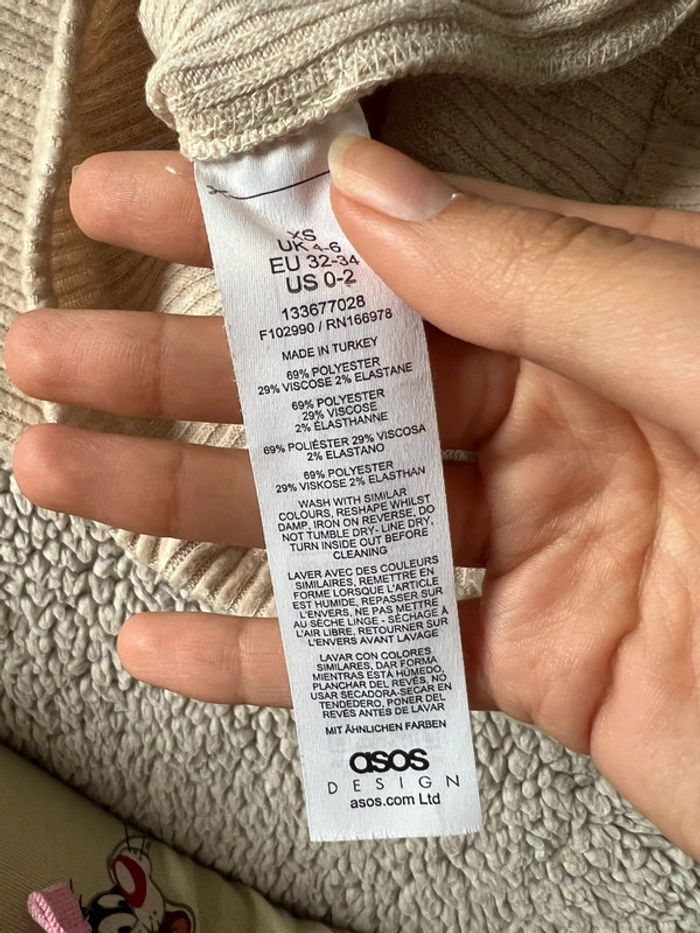 XS
UK 4-6
EU 32-34
US 0-2
133677028
F102990 / RN166978
MADE IN TURKEY
69% POLYESTER
29% VISCOSE 2% ELASTANE
69% POLYESTER
29% VISCOSE
2% ÉLASTHANNE
69% POLIÉSTER 29% VISCOSA
2% ELASTANO
69% POLYESTER
29% VISKOSE 2% ELASTHAN
WASH WITH SIMILAR
COLOURS, RESHAPE WHILST
DAMP, IRON ON REVERSE, DO
NOT TUMBLE DRY- LINE DRY,
TURN INSIDE OUT BEFORE
CLEANING
LAVER AVEC DES COULEURS
SIMILAIRES, REMETTRE EN
FORME LORSQUE L'ARTICLE
EST HUMIDE, REPASSER SUR
L'ENVERS, NE PAS METTRE
AU SÈCHE LINGE - SÉCHAGE À
L'AIR LIBRE, RETOURNER SUR
L'ENVERS AVANT LAVAGE
LAVAR CON COLORES
SIMILARES, DAR FORMA
MIENTRAS ESTÁ HÚMEDO,
PLANCHAR DEL REVÉS, NO
USAR SECADORA-SECAR EN
TENDEDERO, PONER DEL
REVÉS ANTES DE LAVAR
MIT ÄHNLICHEN FARBEN
asos
DESIGN
asos.com Ltd